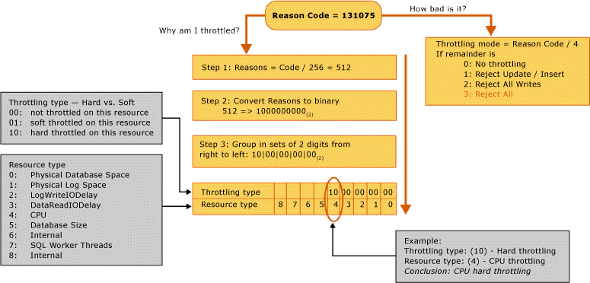 Reason Code = 131075
How bad is it?
Why am I throttled?
Throttling mode = Reason Code / 4
If remainder is
0: No throttling
1: Reject Update / Insert
2: Reject All Writes
3: Reject All
Step 1: Reasons = Code / 256 = 512
Step 2: Convert Reasons to binary
512 => 1000000000(2)
Step 3: Group in sets of 2 digits from
right to left: 10|00|00|00|00(2)
Throttling type — Hard vs. Soft
00: not throttled on this resource
01: soft throttled on this resource
10: hard throttled on this resource
Resource type
0: Physical Database Space
1: Physical Log Space
2: LogWriteIODelay
3: DataReadIODelay
4: CPU
5: Database Size
6: Internal
7: SQL Worker Threads
8: Internal
Throttling type 10 00 00 00 00
Resource type 8 7 6 5 4 3 2 1 0
Example:
Throttling type: (10) - Hard throttling
Resource type: (4) - CPU throttling
Conclusion: CPU hard throttling